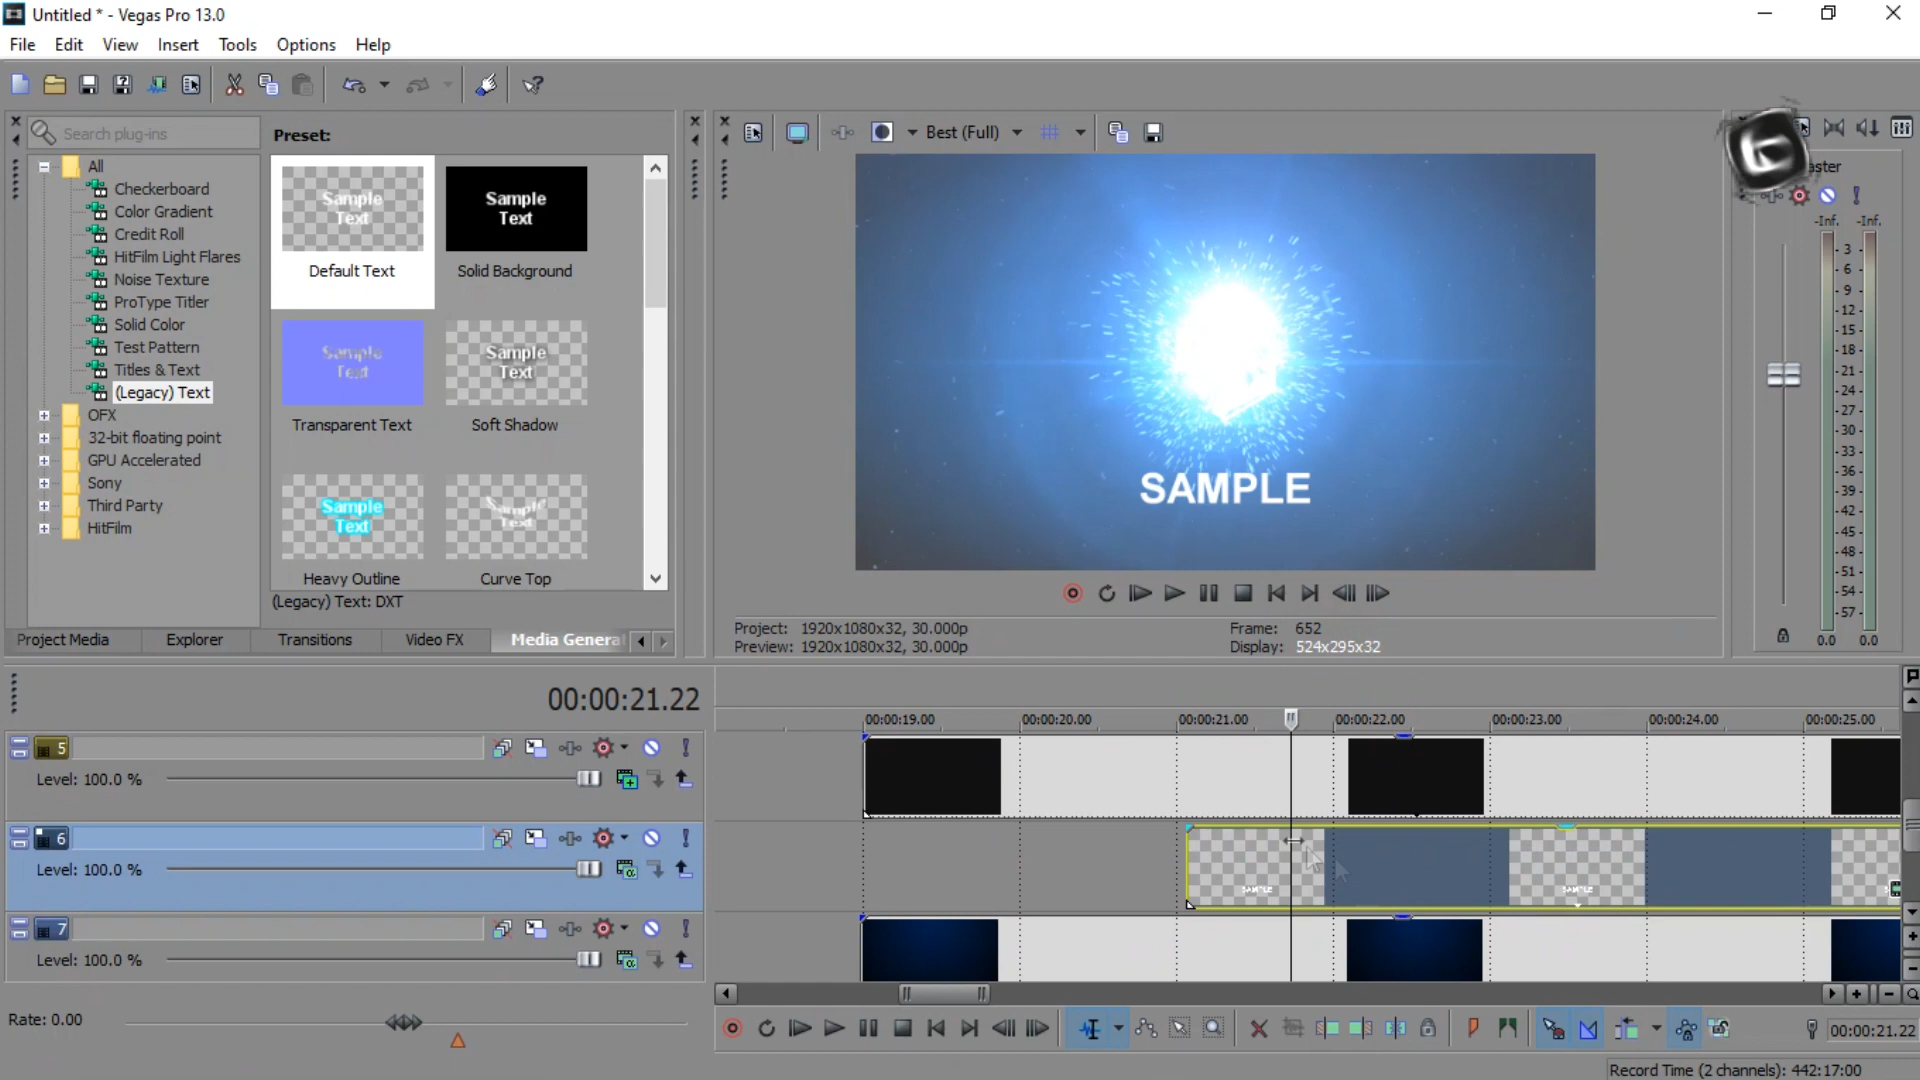 Untitled * - Vegas Pro 13.0
File Edit View Insert Tools Options Help
Search plug-ins
Preset:
All
Checkerboard
Color Gradient
Credit Roll
HitFilm Light Flares
Noise Texture
ProType Titler
Solid Color
Test Pattern
Titles & Text
(Legacy) Text
OFX
32-bit floating point
GPU Accelerated
Sony
Third Party
HitFilm
Sample Text
Default Text
Sample Text
Solid Background
Sample Text
Transparent Text
Sample Text
Soft Shadow
Sample Text
Heavy Outline
Sample Text
Curve Top
(Legacy) Text: DXT
Project Media Explorer Transitions Video FX Media Generat
Best (Full)
SAMPLE
Project: 1920x1080x32, 30.000p
Preview: 1920x1080x32, 30.000p
Frame: 652
Display: 524x295x32
aster
-Inf. -Inf.
- 3 -
- 6 -
- 9 -
-12 -
-15 -
-18 -
-21 -
-24 -
-27 -
-30 -
-33 -
-36 -
-39 -
-42 -
-45 -
-48 -
-51 -
-54 -
-57 -
0.0 0.0
00:00:21.22
00:00:19.00 00:00:20.00 00:00:21.00 00:00:22.00 00:00:23.00 00:00:24.00 00:00:25.00
5
Level: 100.0 %
6
Level: 100.0 %
SAMPLE SAMPLE
7
Level: 100.0 %
Rate: 0.00
00:00:21.22
Record Time (2 channels): 442:17:00